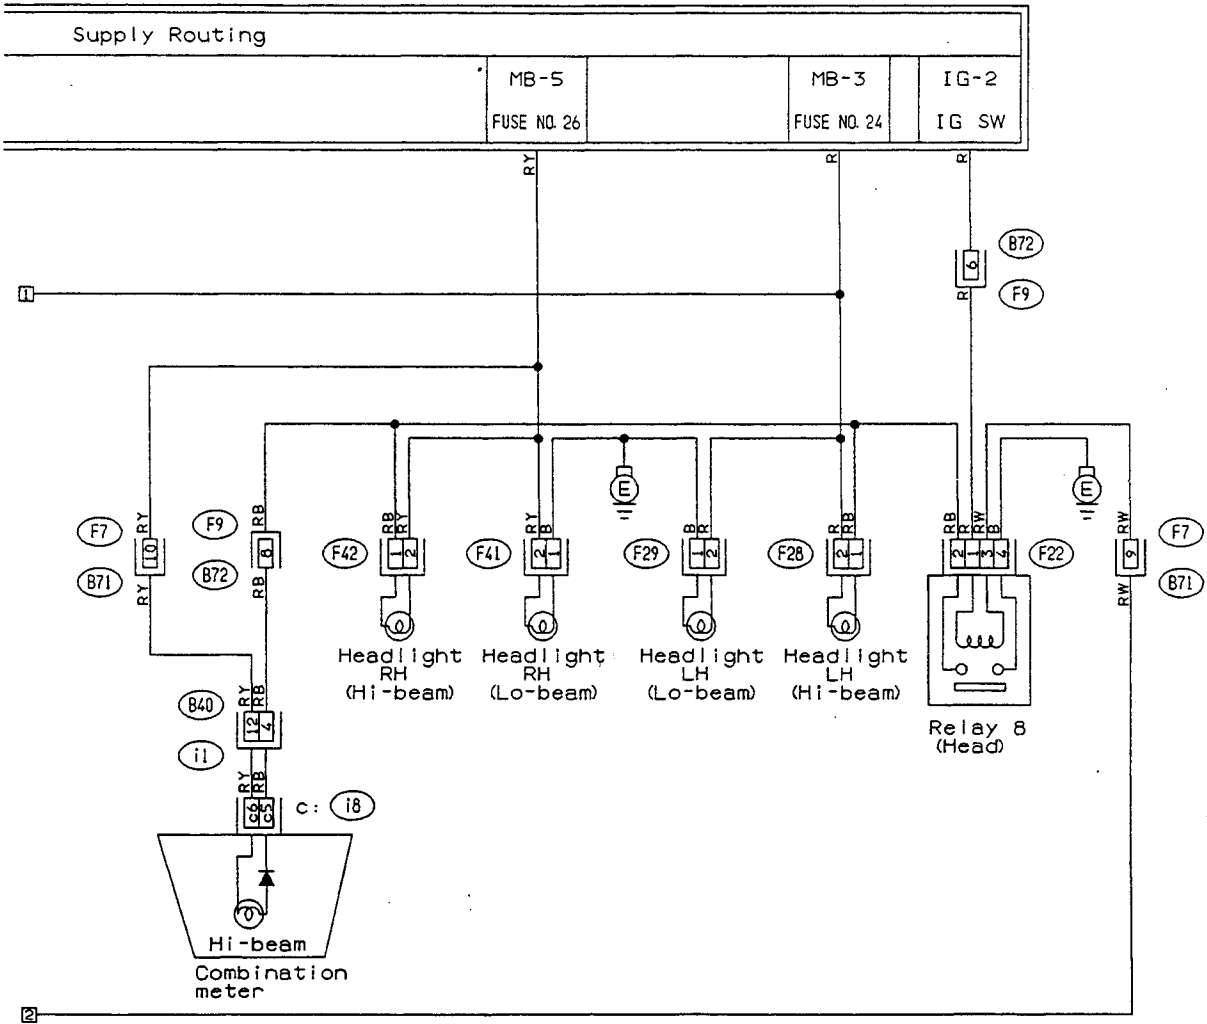 Supply Routing
MB-5
FUSE NO. 26
MB-3
FUSE NO. 24
IG-2
IG SW
RY
R
R
B72
6
F9
R
1
RY
RB
F7
10
B71
RY
F9
8
B72
RB
RB
RY
F42
1
2
RY
B
F41
2
1
E
B
R
F29
1
2
R
RB
F28
2
1
RB
R
RW
B
2
1
3
4
F22
E
RW
F7
9
B71
RW
Headlight
RH
(Hi-beam)
Headlight
RH
(Lo-beam)
Headlight
LH
(Lo-beam)
Headlight
LH
(Hi-beam)
Relay 8
(Head)
RY
RB
B40
12
4
i1
RY
RB
c6
c5
c:
i8
Hi-beam
Combination
meter
2